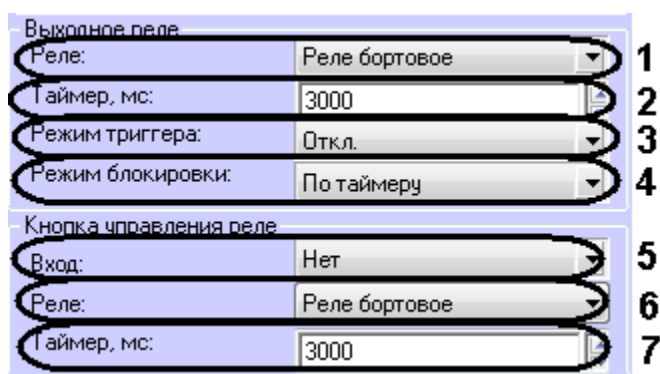 Выходное реле
Реле: Реле бортовое 1
Таймер, мс: 3000 2
Режим триггера: Откл. 3
Режим блокировки: По таймеру 4
Кнопка управления реле
Вход: Нет 5
Реле: Реле бортовое 6
Таймер, мс: 3000 7